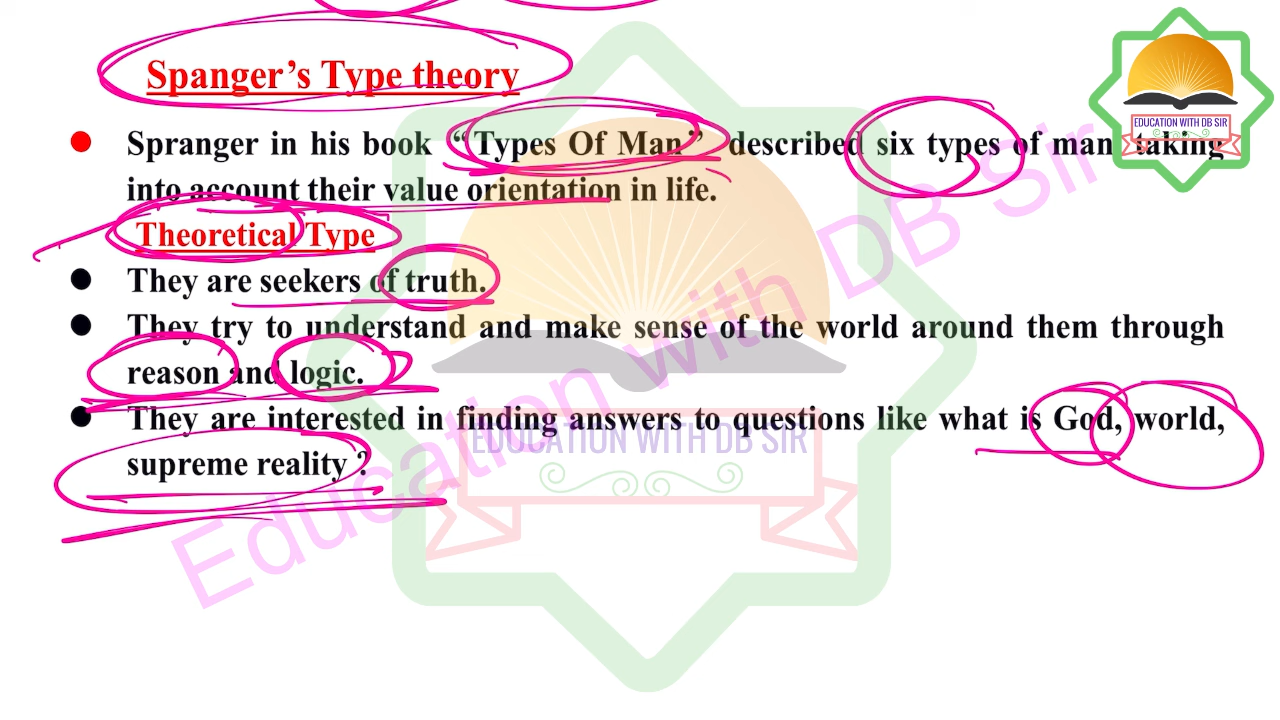 Spanger's Type theory
EDUCATION WITH DB SIR
Spranger in his book "Types Of Man" described six types of man taking
into account their value orientation in life.
Theoretical Type
They are seekers of truth.
They try to understand and make sense of the world around them through
reason and logic.
They are interested in finding answers to questions like what is God, world,
supreme reality ?
EDUCATION WITH DB SIR
Education with DB Sir